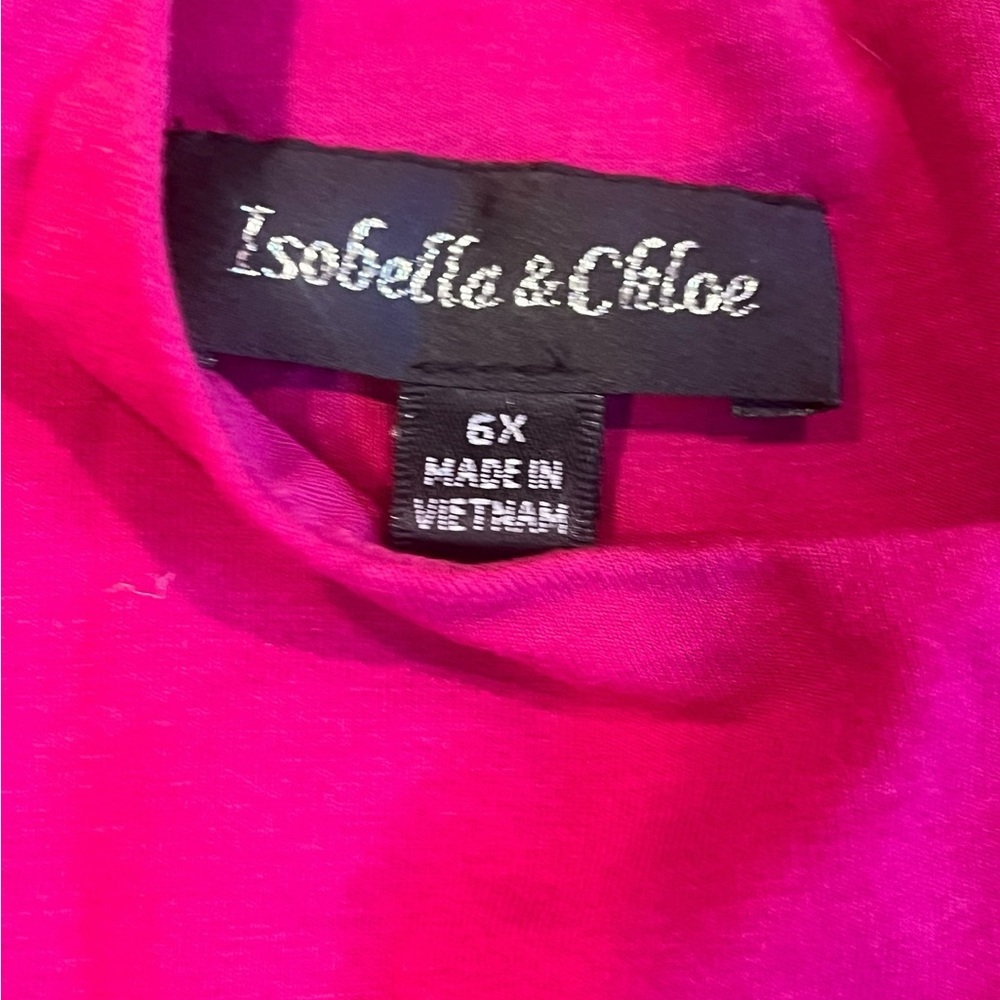 Isobella & Chloe
6X
MADE IN
VIETNAM